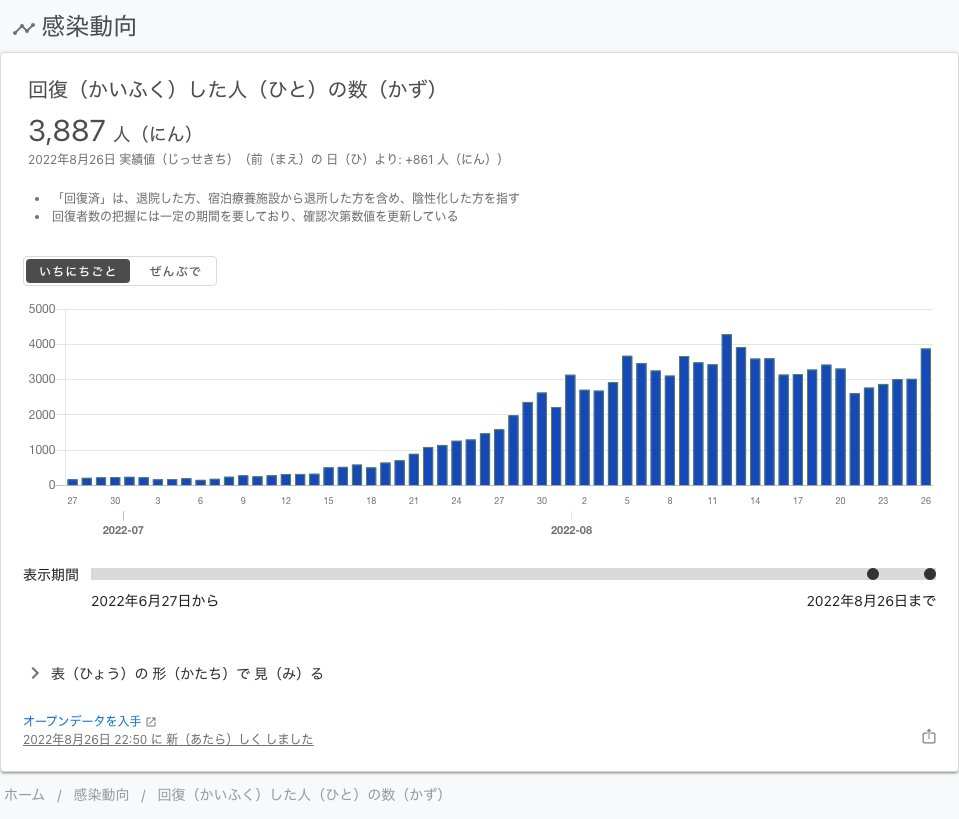 感染動向
回復（かいふく）した人（ひと）の数（かず）
3,887 人（にん）
2022年8月26日 実績値（じっせきち）（前（まえ）の 日（ひ）より: +861 人（にん））
「回復済」は、退院した方、宿泊療養施設から退所した方を含め、陰性化した方を指す
回復者数の把握には一定の期間を要しており、確認次第数値を更新している
いちにちごと ぜんぶで
5000
4000
3000
2000
1000
0
27 30 3 6 9 12 15 18 21 24 27 30 2 5 8 11 14 17 20 23 26
2022-07 2022-08
表示期間
2022年6月27日から 2022年8月26日まで
表（ひょう）の 形（かたち）で 見（み）る
オープンデータを入手
2022年8月26日 22:50 に 新（あたら）しく しました
ホーム / 感染動向 / 回復（かいふく）した人（ひと）の数（かず）